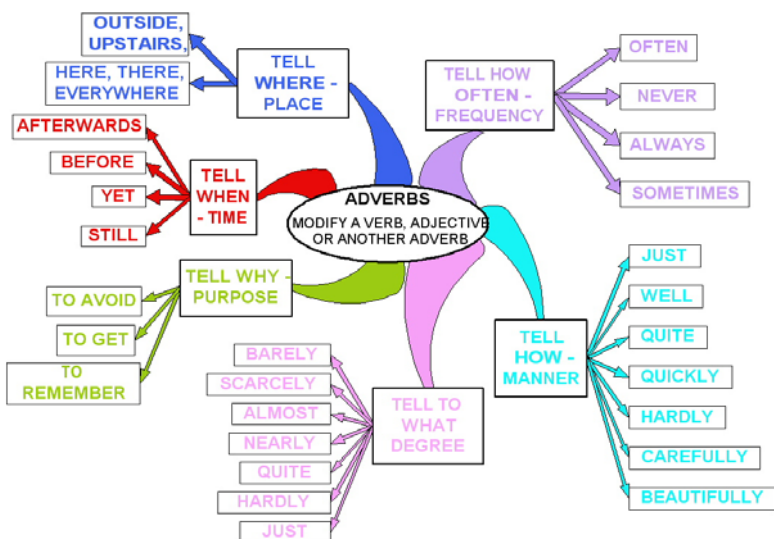 ADVERBS
MODIFY A VERB, ADJECTIVE
OR ANOTHER ADVERB
TELL
WHERE -
PLACE
OUTSIDE,
UPSTAIRS,
HERE, THERE,
EVERYWHERE
TELL HOW
OFTEN -
FREQUENCY
OFTEN
NEVER
ALWAYS
SOMETIMES
TELL
WHEN
- TIME
AFTERWARDS
BEFORE
YET
STILL
TELL WHY -
PURPOSE
TO AVOID
TO GET
TO
REMEMBER
TELL TO
WHAT
DEGREE
BARELY
SCARCELY
ALMOST
NEARLY
QUITE
HARDLY
JUST
TELL
HOW -
MANNER
JUST
WELL
QUITE
QUICKLY
HARDLY
CAREFULLY
BEAUTIFULLY